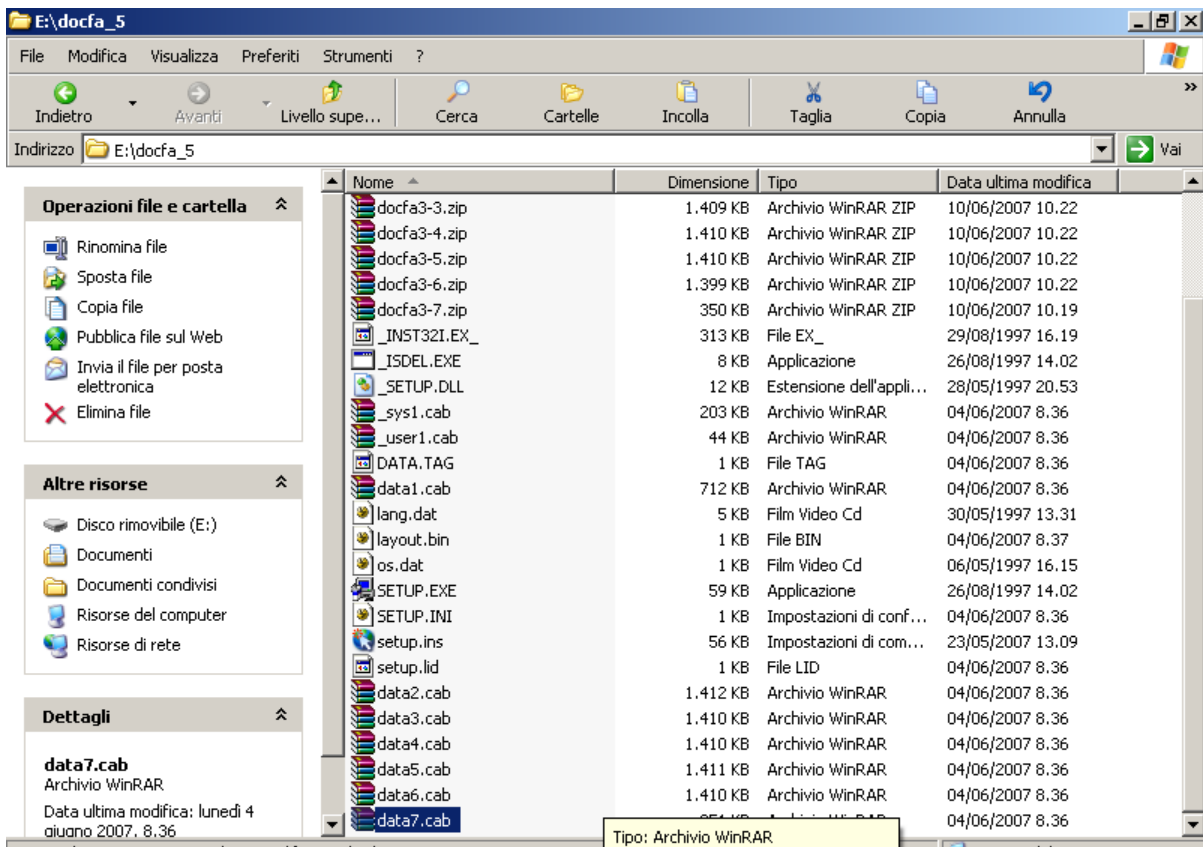 E:\docfa_5
File Modifica Visualizza Preferiti Strumenti ?
Indietro Avanti Livello supe... Cerca Cartelle Incolla Taglia Copia Annulla »
Indirizzo E:\docfa_5 Vai
Operazioni file e cartella
Rinomina file
Sposta file
Copia file
Pubblica file sul Web
Invia il file per posta
elettronica
Elimina file
Altre risorse
Disco rimovibile (E:)
Documenti
Documenti condivisi
Risorse del computer
Risorse di rete
Dettagli
data7.cab
Archivio WinRAR
Data ultima modifica: lunedì 4
giugno 2007, 8.36
Nome Dimensione Tipo Data ultima modifica
docfa3-3.zip 1.409 KB Archivio WinRAR ZIP 10/06/2007 10.22
docfa3-4.zip 1.410 KB Archivio WinRAR ZIP 10/06/2007 10.22
docfa3-5.zip 1.410 KB Archivio WinRAR ZIP 10/06/2007 10.22
docfa3-6.zip 1.399 KB Archivio WinRAR ZIP 10/06/2007 10.22
docfa3-7.zip 350 KB Archivio WinRAR ZIP 10/06/2007 10.19
_INST32I.EX_ 313 KB File EX_ 29/08/1997 16.19
_ISDEL.EXE 8 KB Applicazione 26/08/1997 14.02
_SETUP.DLL 12 KB Estensione dell'appli... 28/05/1997 20.53
_sys1.cab 203 KB Archivio WinRAR 04/06/2007 8.36
_user1.cab 44 KB Archivio WinRAR 04/06/2007 8.36
DATA.TAG 1 KB File TAG 04/06/2007 8.36
data1.cab 712 KB Archivio WinRAR 04/06/2007 8.36
lang.dat 5 KB Film Video Cd 30/05/1997 13.31
layout.bin 1 KB File BIN 04/06/2007 8.37
os.dat 1 KB Film Video Cd 06/05/1997 16.15
SETUP.EXE 59 KB Applicazione 26/08/1997 14.02
SETUP.INI 1 KB Impostazioni di conf... 04/06/2007 8.36
setup.ins 56 KB Impostazioni di com... 23/05/2007 13.09
setup.lid 1 KB File LID 04/06/2007 8.36
data2.cab 1.412 KB Archivio WinRAR 04/06/2007 8.36
data3.cab 1.410 KB Archivio WinRAR 04/06/2007 8.36
data4.cab 1.410 KB Archivio WinRAR 04/06/2007 8.36
data5.cab 1.411 KB Archivio WinRAR 04/06/2007 8.36
data6.cab 1.410 KB Archivio WinRAR 04/06/2007 8.36
data7.cab 04/06/2007 8.36
Tipo: Archivio WinRAR